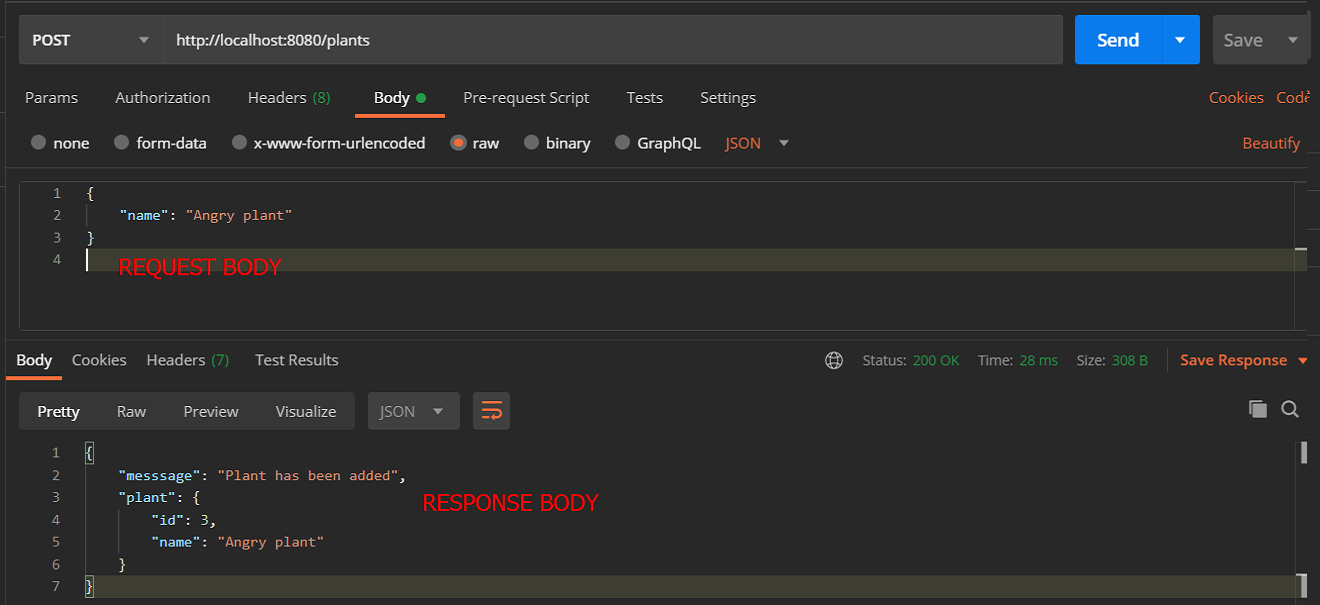 POST http://localhost:8080/plants Send Save
Params Authorization Headers (8) Body Pre-request Script Tests Settings Cookies Code
none form-data x-www-form-urlencoded raw binary GraphQL JSON Beautify
1 {
2 "name": "Angry plant"
3 }
4
REQUEST BODY
Body Cookies Headers (7) Test Results Status: 200 OK Time: 28 ms Size: 308 B Save Response
Pretty Raw Preview Visualize JSON
1 {
2 "messsage": "Plant has been added",
3 "plant": {
RESPONSE BODY
4 "id": 3,
5 "name": "Angry plant"
6 }
7 }